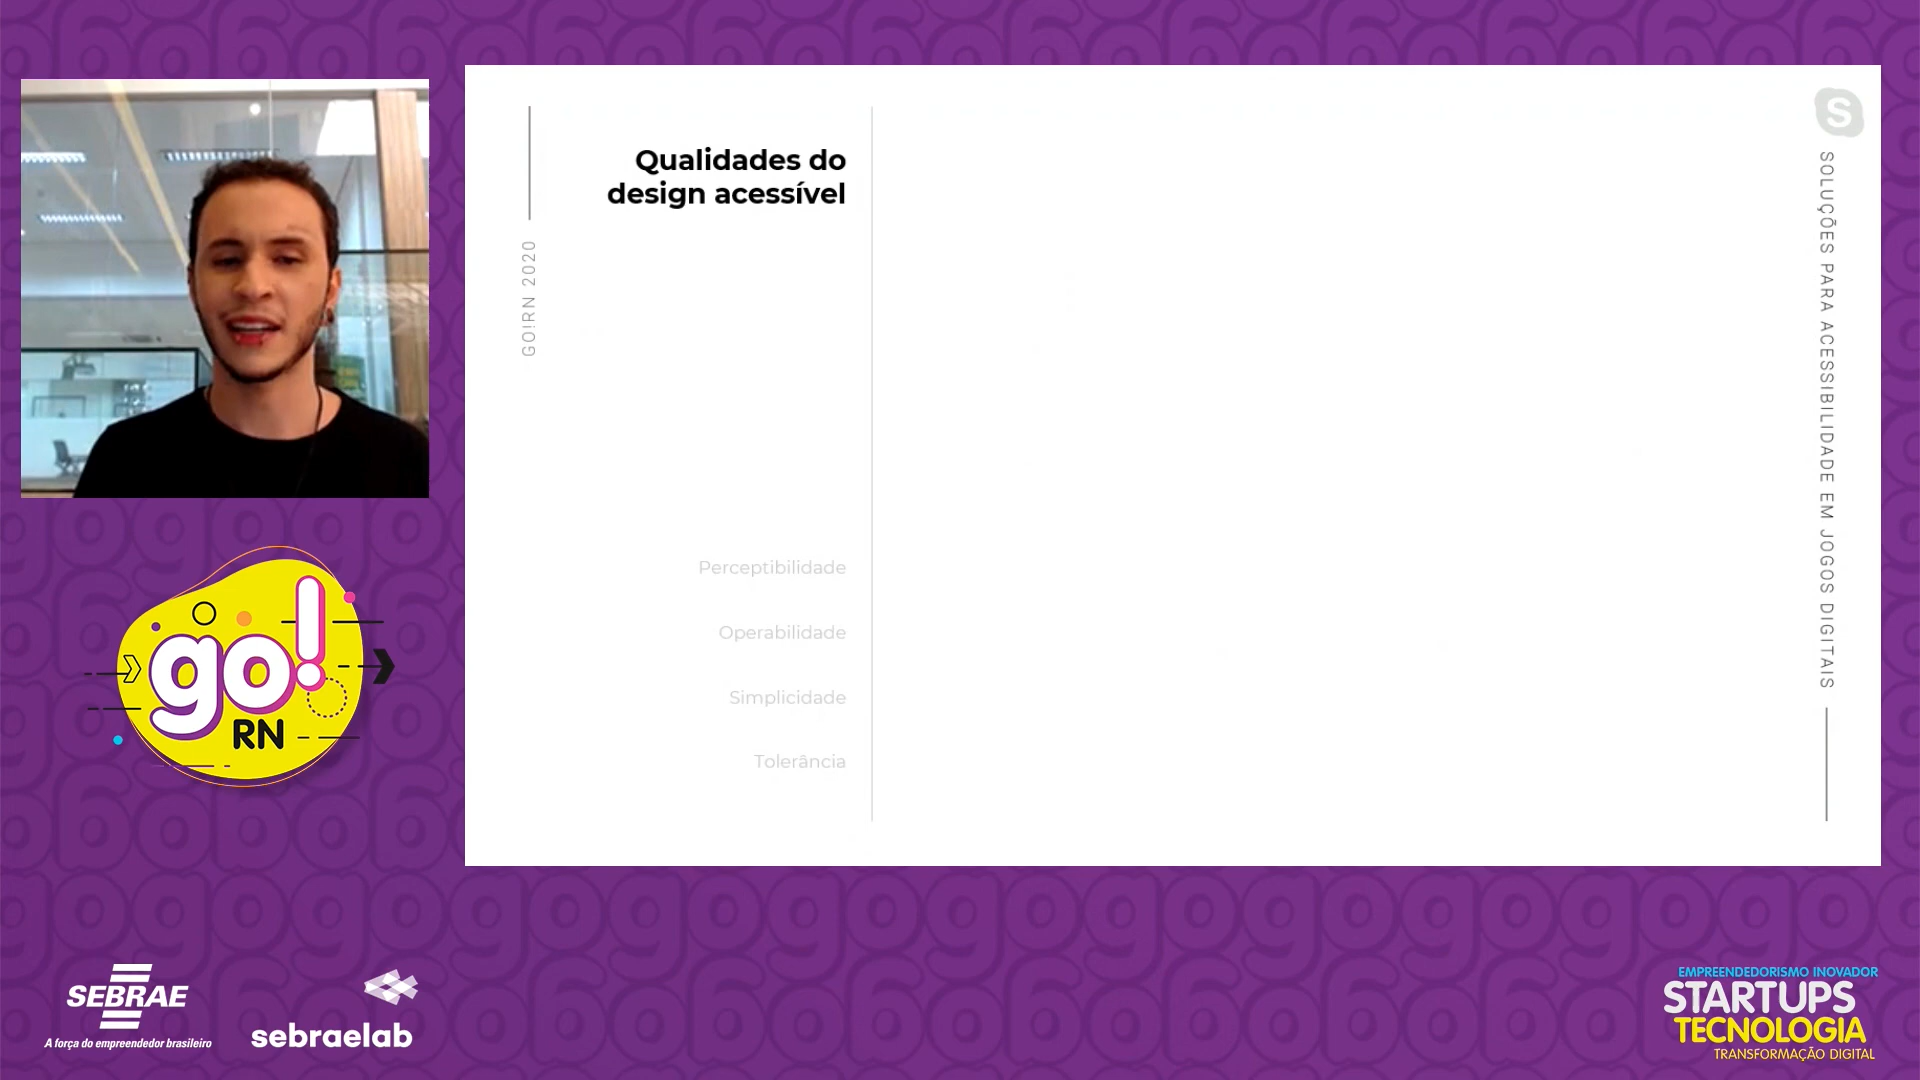 Qualidades do
design acessível
GO!RN 2020
Perceptibilidade
Operabilidade
Simplicidade
Tolerância
SOLUÇÕES PARA ACESSIBILIDADE EM JOGOS DIGITAIS
S
go!
RN
SEBRAE
A força do empreendedor brasileiro
sebraelab
EMPREENDEDORISMO INOVADOR
STARTUPS
TECNOLOGIA
TRANSFORMAÇÃO DIGITAL